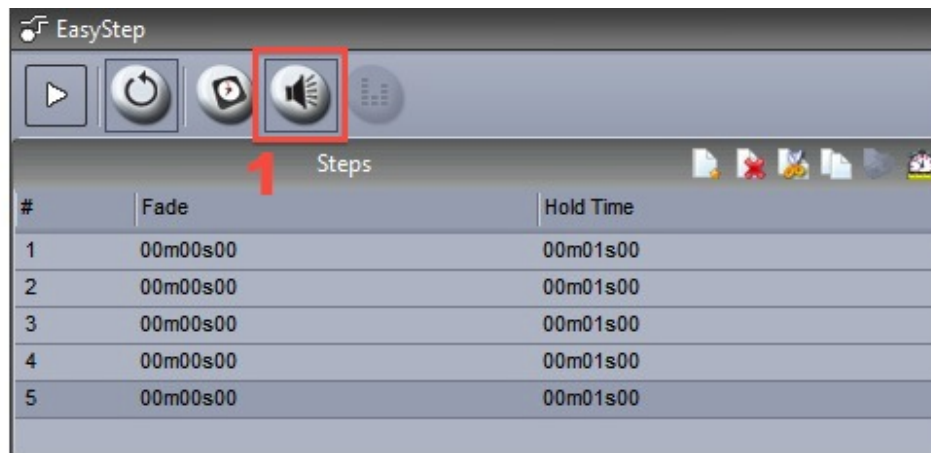 EasyStep
1
Steps
# Fade Hold Time
1 00m00s00 00m01s00
2 00m00s00 00m01s00
3 00m00s00 00m01s00
4 00m00s00 00m01s00
5 00m00s00 00m01s00